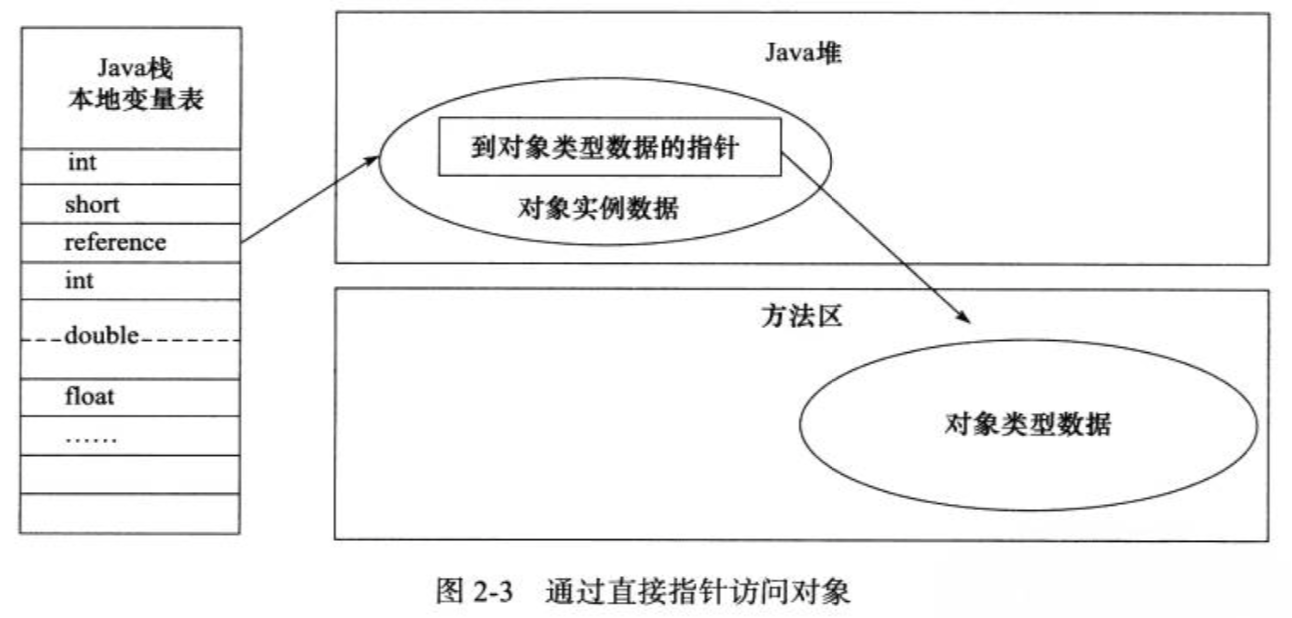 Java栈
本地变量表
int
short
reference
int
double
float
……
Java堆
到对象类型数据的指针
对象实例数据
方法区
对象类型数据
图 2-3 通过直接指针访问对象